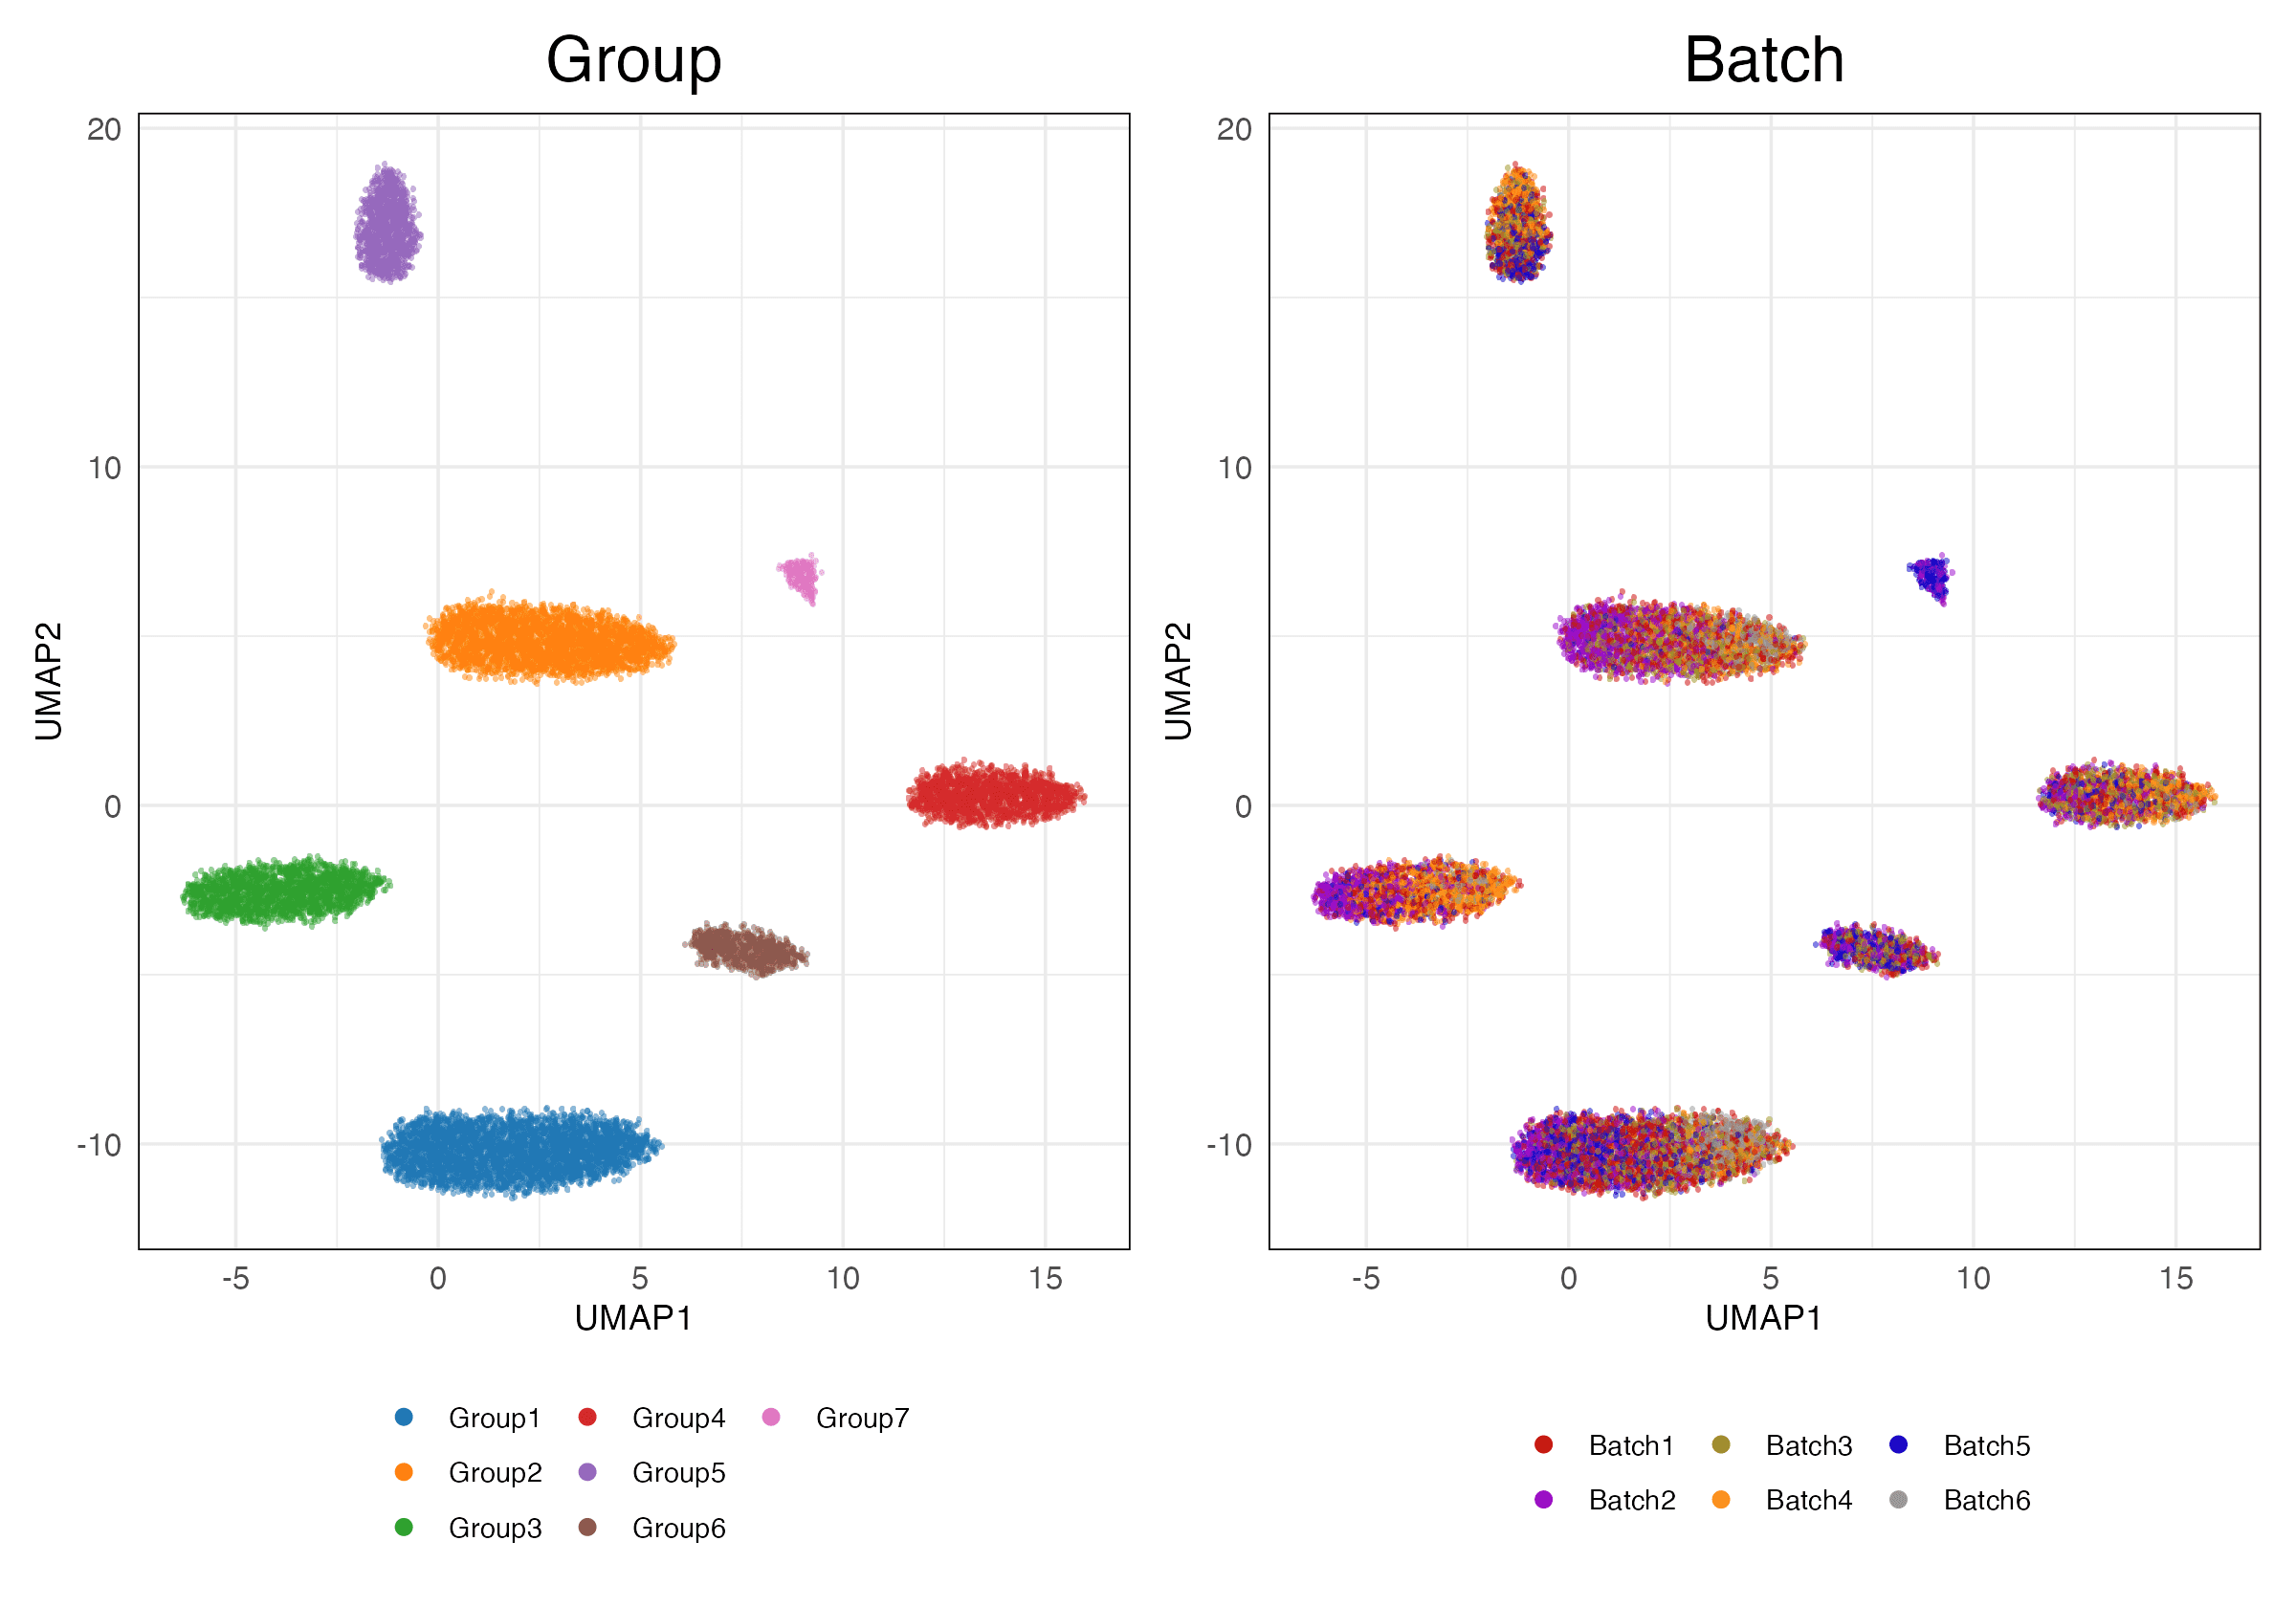 Group
20
10
0
-10
UMAP2
-5 0 5 10 15
UMAP1
Group1 Group4 Group7
Group2 Group5
Group3 Group6
Batch
20
10
0
-10
UMAP2
-5 0 5 10 15
UMAP1
Batch1 Batch3 Batch5
Batch2 Batch4 Batch6